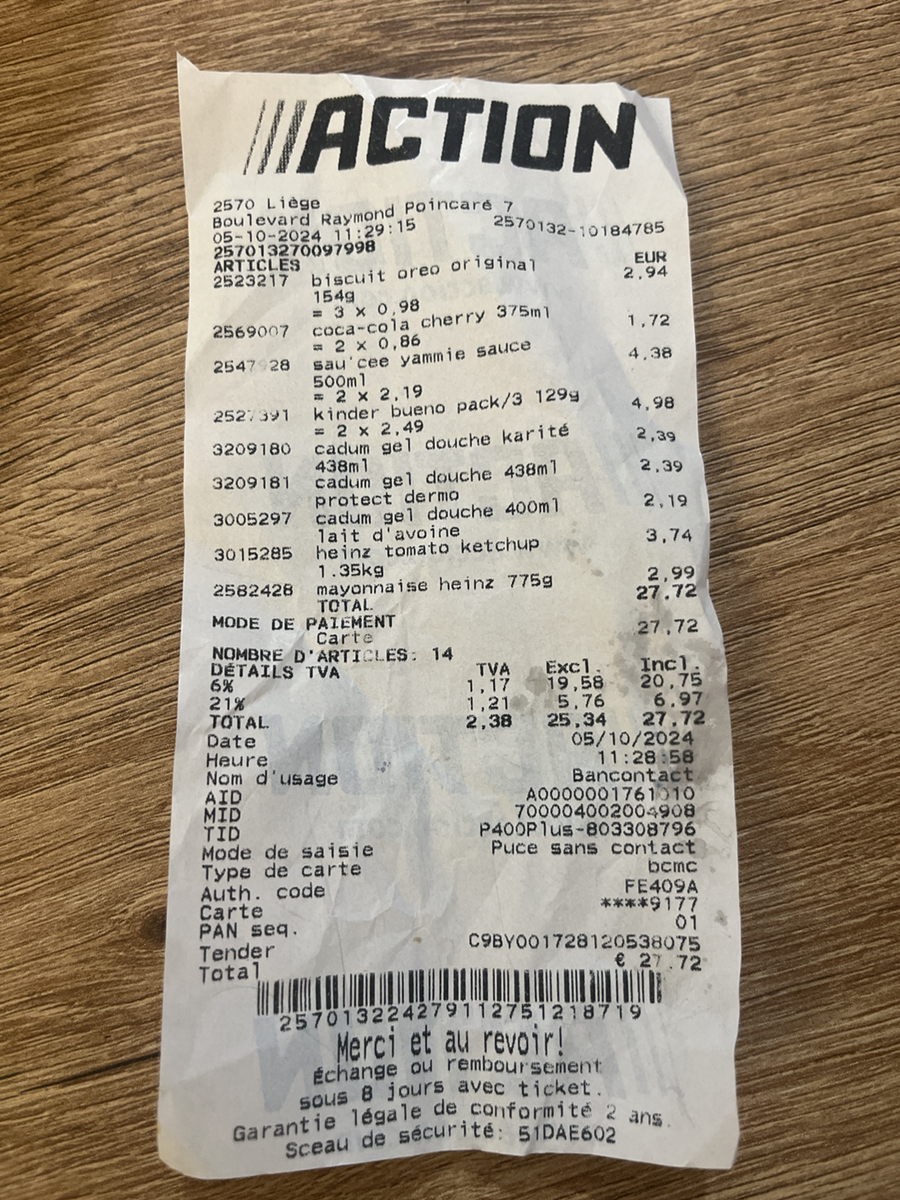 ACTION
2570 Liège
Boulevard Raymond Poincaré 7
05-10-2024 11:29:15 2570132-10184785
257013270097998
ARTICLES EUR
2523217 biscuit oreo original 2,94
154g
= 3 x 0,98
2569007 coca-cola cherry 375ml 1,72
= 2 x 0,86
2547928 sau'cee yammie sauce 4,38
500ml
= 2 x 2,19
2527391 kinder bueno pack/3 129g 4,98
= 2 x 2,49
3209180 cadum gel douche karité 2,39
438ml
3209181 cadum gel douche 438ml 2,39
protect dermo
3005297 cadum gel douche 400ml 2,19
lait d'avoine
3015285 heinz tomato ketchup 3,74
1.35kg
2582428 mayonnaise heinz 775g 2,99
TOTAL 27,72
MODE DE PAIEMENT
Carte 27,72
NOMBRE D'ARTICLES: 14
DÉTAILS TVA TVA Excl. Incl.
6% 1,17 19,58 20,75
21% 1,21 5,76 6,97
TOTAL 2,38 25,34 27,72
Date 05/10/2024
Heure 11:28:58
Nom d'usage Bancontact
AID A0000001761010
MID 700004002004908
TID P400Plus-803308796
Mode de saisie Puce sans contact
Type de carte bcmc
Auth. code FE409A
Carte ****9177
PAN seq. 01
Tender C9BY001728120538075
Total € 27,72
257013224279112751218719
Merci et au revoir!
Échange ou remboursement
sous 8 jours avec ticket.
Garantie légale de conformité 2 ans.
Sceau de sécurité: 51DAE602